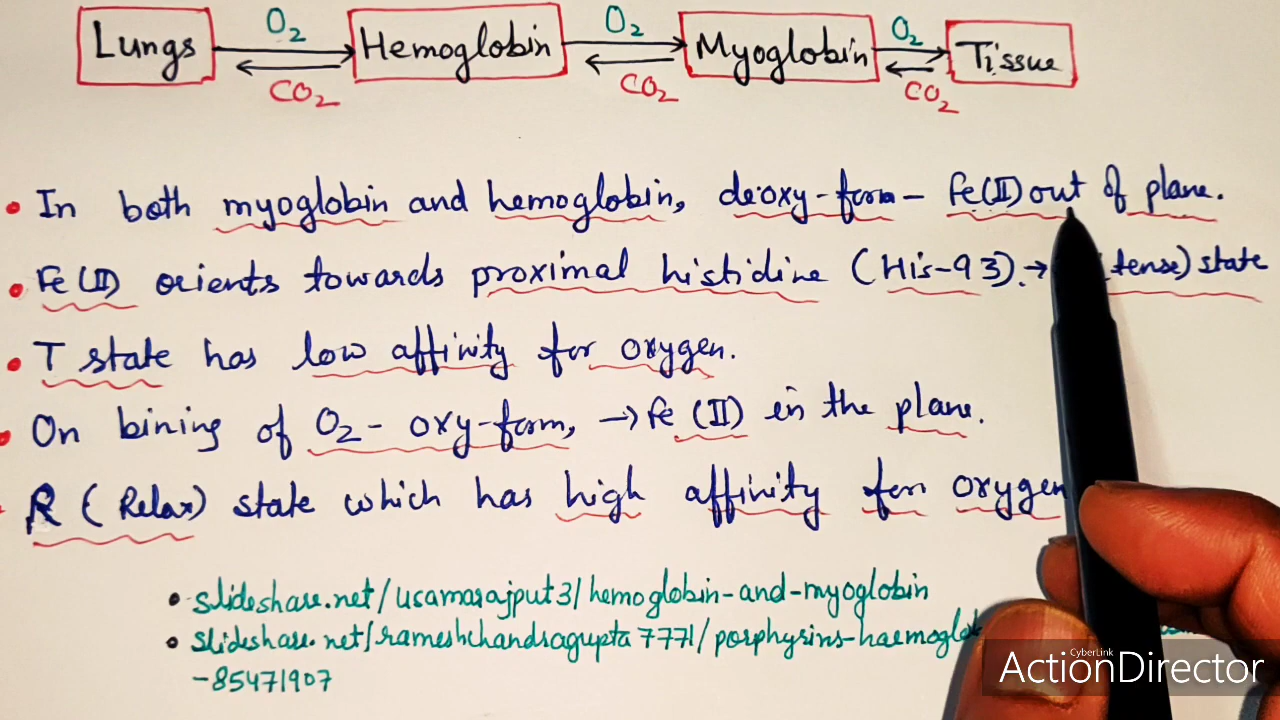 Lungs O₂ Hemoglobin O₂ Myoglobin O₂ Tissue
CO₂ CO₂ CO₂
• In both myoglobin and hemoglobin, deoxy-form – Fe(II) out of plane.
• Fe(II) orients towards proximal histidine (His-93). → (tense) state
• T state has low affinity for oxygen.
• On bining of O₂- oxy-form, → Fe (II) in the plane.
R (Relax) state which has high affinity for oxygen
• slideshare.net/usamarajput3/hemoglobin-and-myoglobin
• slideshare.net/rameshchandragupta7771/porphyrins-haemoglo
-85471907
CyberLink
ActionDirector